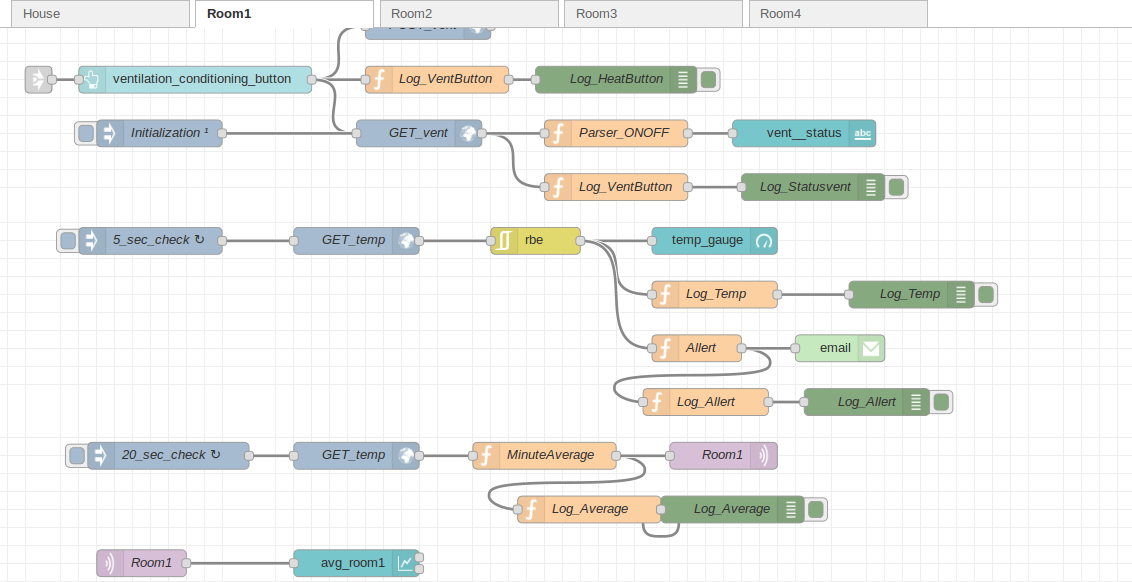 House Room1 Room2 Room3 Room4
ventilation_conditioning_button Log_VentButton Log_HeatButton
Initialization ¹ GET_vent Parser_ONOFF vent__status abc
Log_VentButton Log_Statusvent
5_sec_check ↻ GET_temp rbe temp_gauge
Log_Temp Log_Temp
Allert email
Log_Allert Log_Allert
20_sec_check ↻ GET_temp MinuteAverage Room1
Log_Average Log_Average
Room1 avg_room1